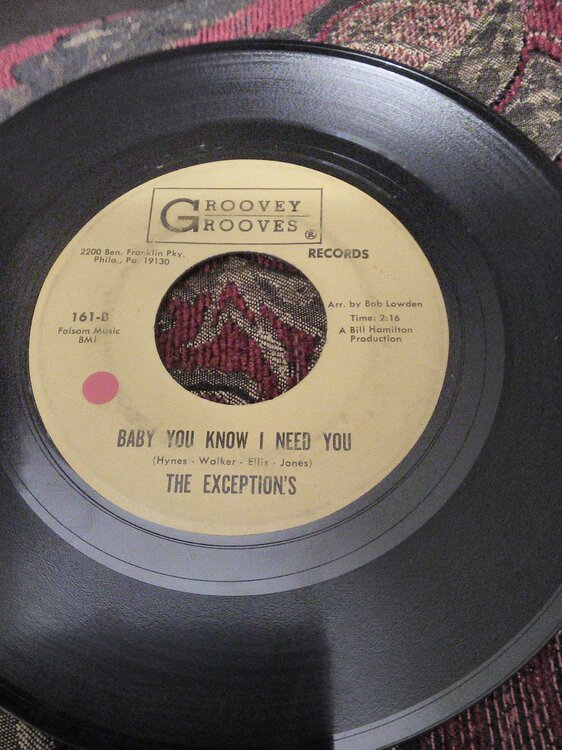 GROOVEY
GROOVES ®
RECORDS
2200 Ben. Franklin Pky.
Phila., Pa. 19130
161-B
Folsom Music
BMI
Arr. by Bob Lowden
Time: 2:16
A Bill Hamilton
Production
BABY YOU KNOW I NEED YOU
(Hynes - Walker - Ellis - Jones)
THE EXCEPTION'S